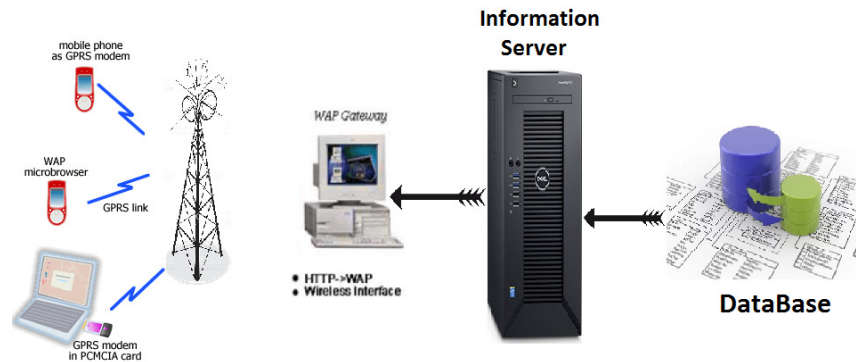 Information
Server
mobile phone
as GPRS modem
WAP Gateway
WAP
microbrowser
GPRS link
DELL
HTTP->WAP
Wireless Interface
GPRS modem
in PCMCIA card
DataBase